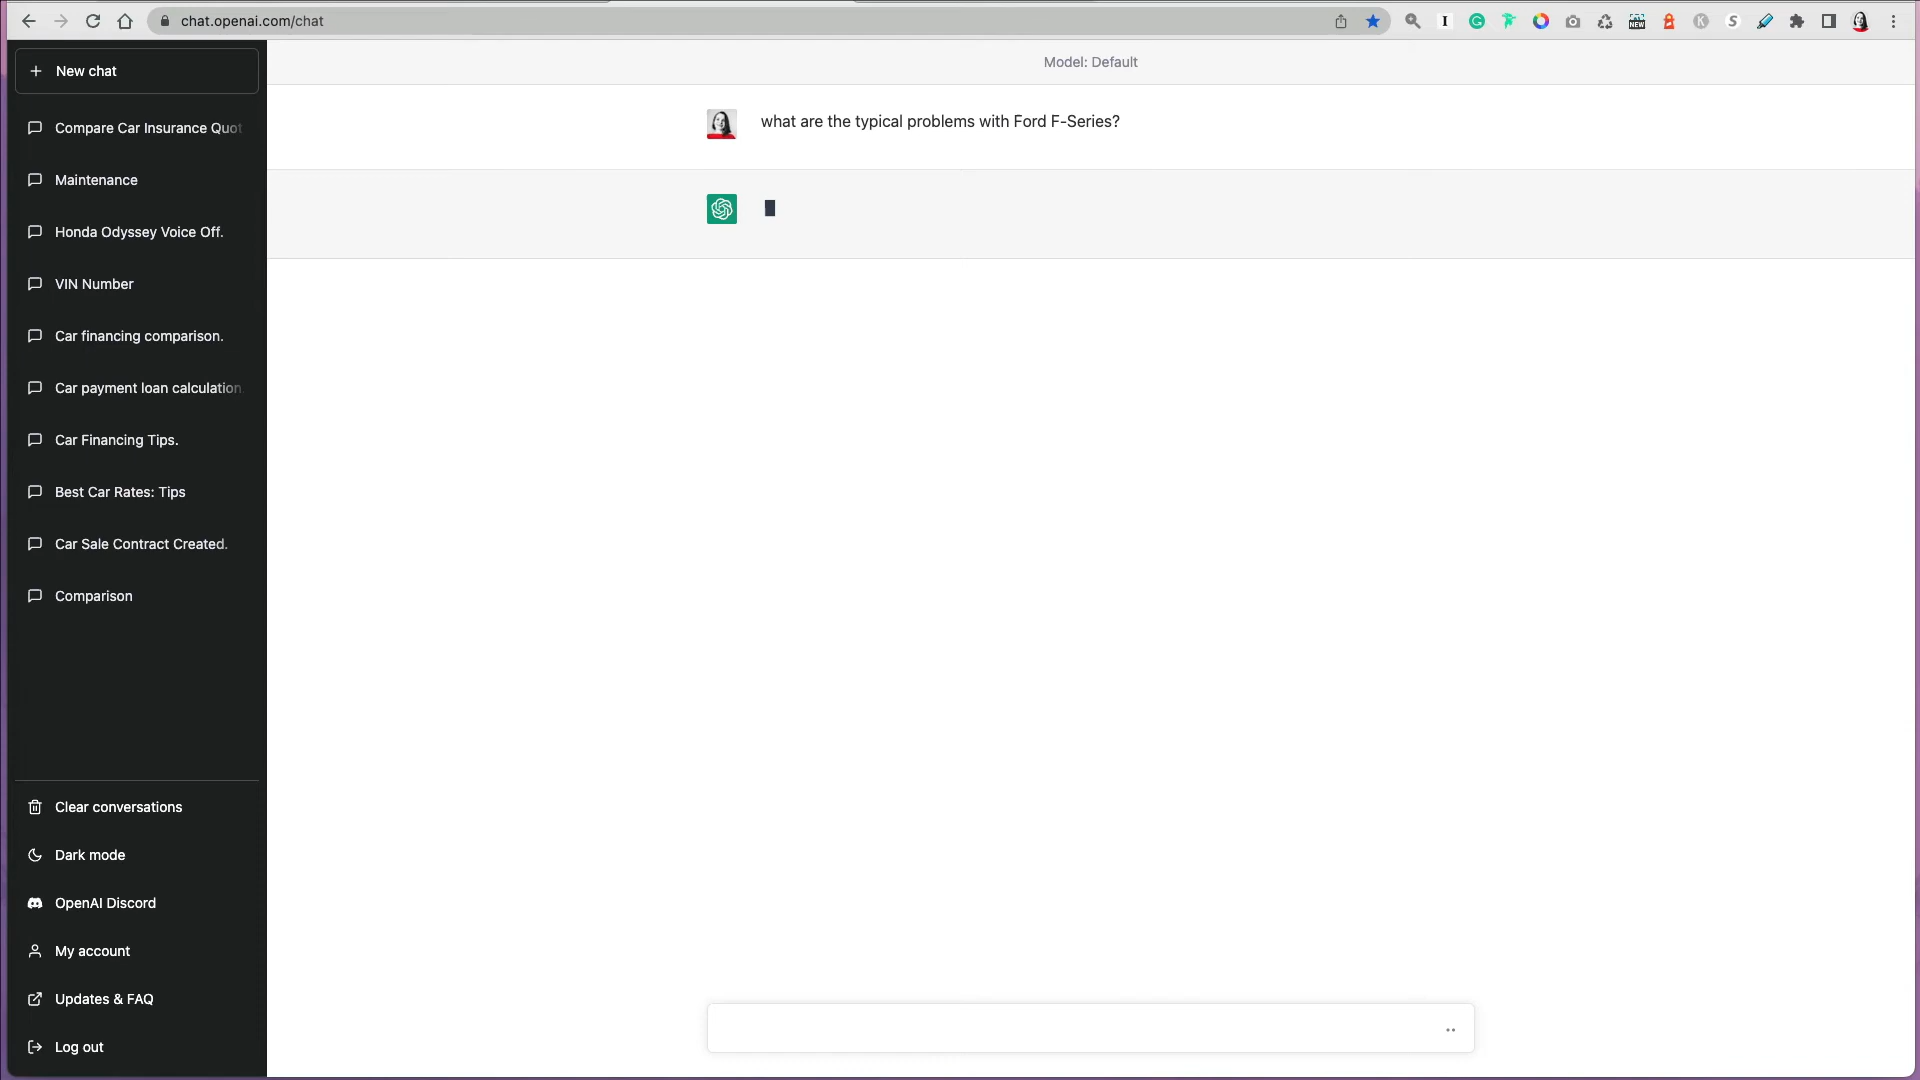 chat.openai.com/chat
NEW
New chat
Compare Car Insurance Quot
Maintenance
Honda Odyssey Voice Off.
VIN Number
Car financing comparison.
Car payment loan calculation.
Car Financing Tips.
Best Car Rates: Tips
Car Sale Contract Created.
Comparison
Clear conversations
Dark mode
OpenAI Discord
My account
Updates & FAQ
Log out
Model: Default
what are the typical problems with Ford F-Series?